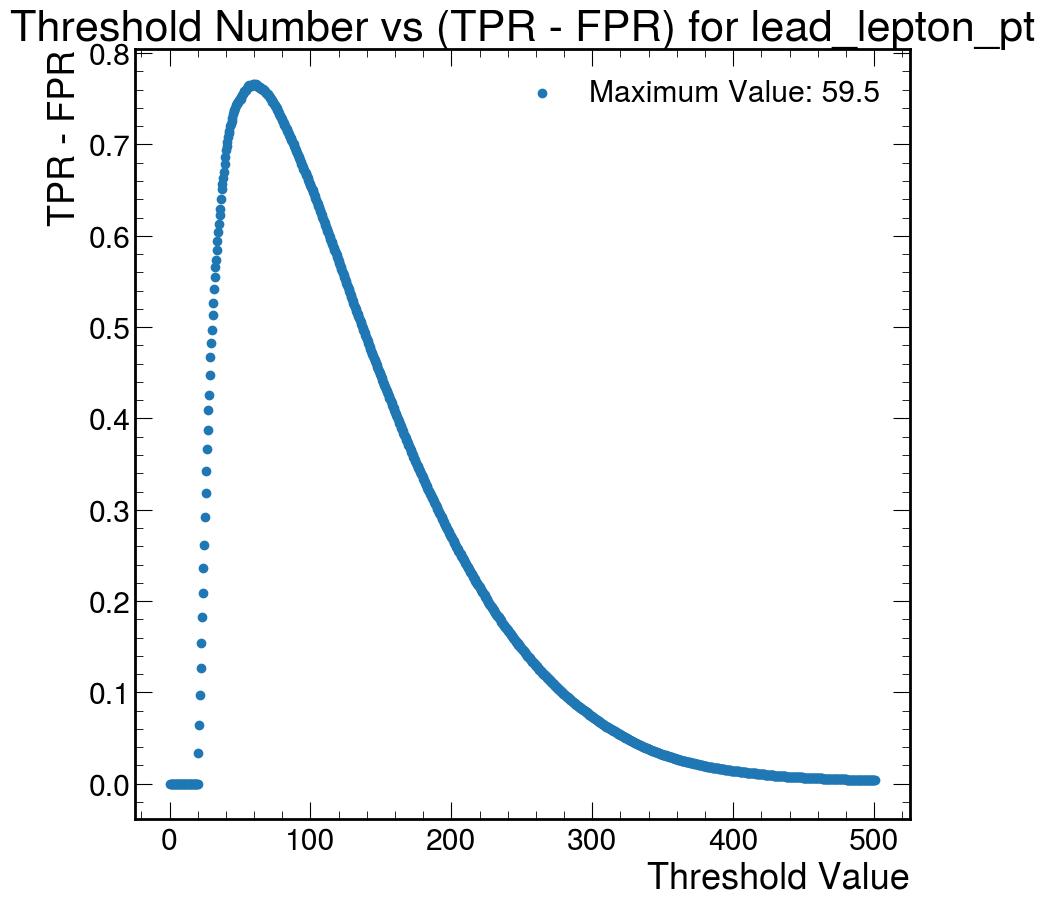 Threshold Number vs (TPR - FPR) for lead_lepton_pt
TPR - FPR
Maximum Value: 59.5
0.8
0.7
0.6
0.5
0.4
0.3
0.2
0.1
0.0
0 100 200 300 400 500
Threshold Value